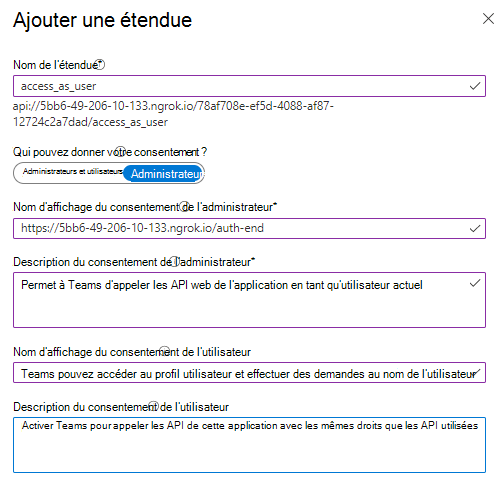 Ajouter une étendue
Nom de l'étendue*
access_as_user
api://5bb6-49-206-10-133.ngrok.io/78af708e-ef5d-4088-af87-
12724c2a7dad/access_as_user
Qui pouvez donner votre consentement ?
Administrateurs et utilisateurs Administrateur
Nom d'affichage du consentement de l'administrateur*
https://5bb6-49-206-10-133.ngrok.io/auth-end
Description du consentement de l'administrateur*
Permet à Teams d'appeler les API web de l'application en tant qu'utilisateur actuel
Nom d'affichage du consentement de l'utilisateur
Teams pouvez accéder au profil utilisateur et effectuer des demandes au nom de l'utilisateur
Description du consentement de l'utilisateur
Activer Teams pour appeler les API de cette application avec les mêmes droits que les API utilisées